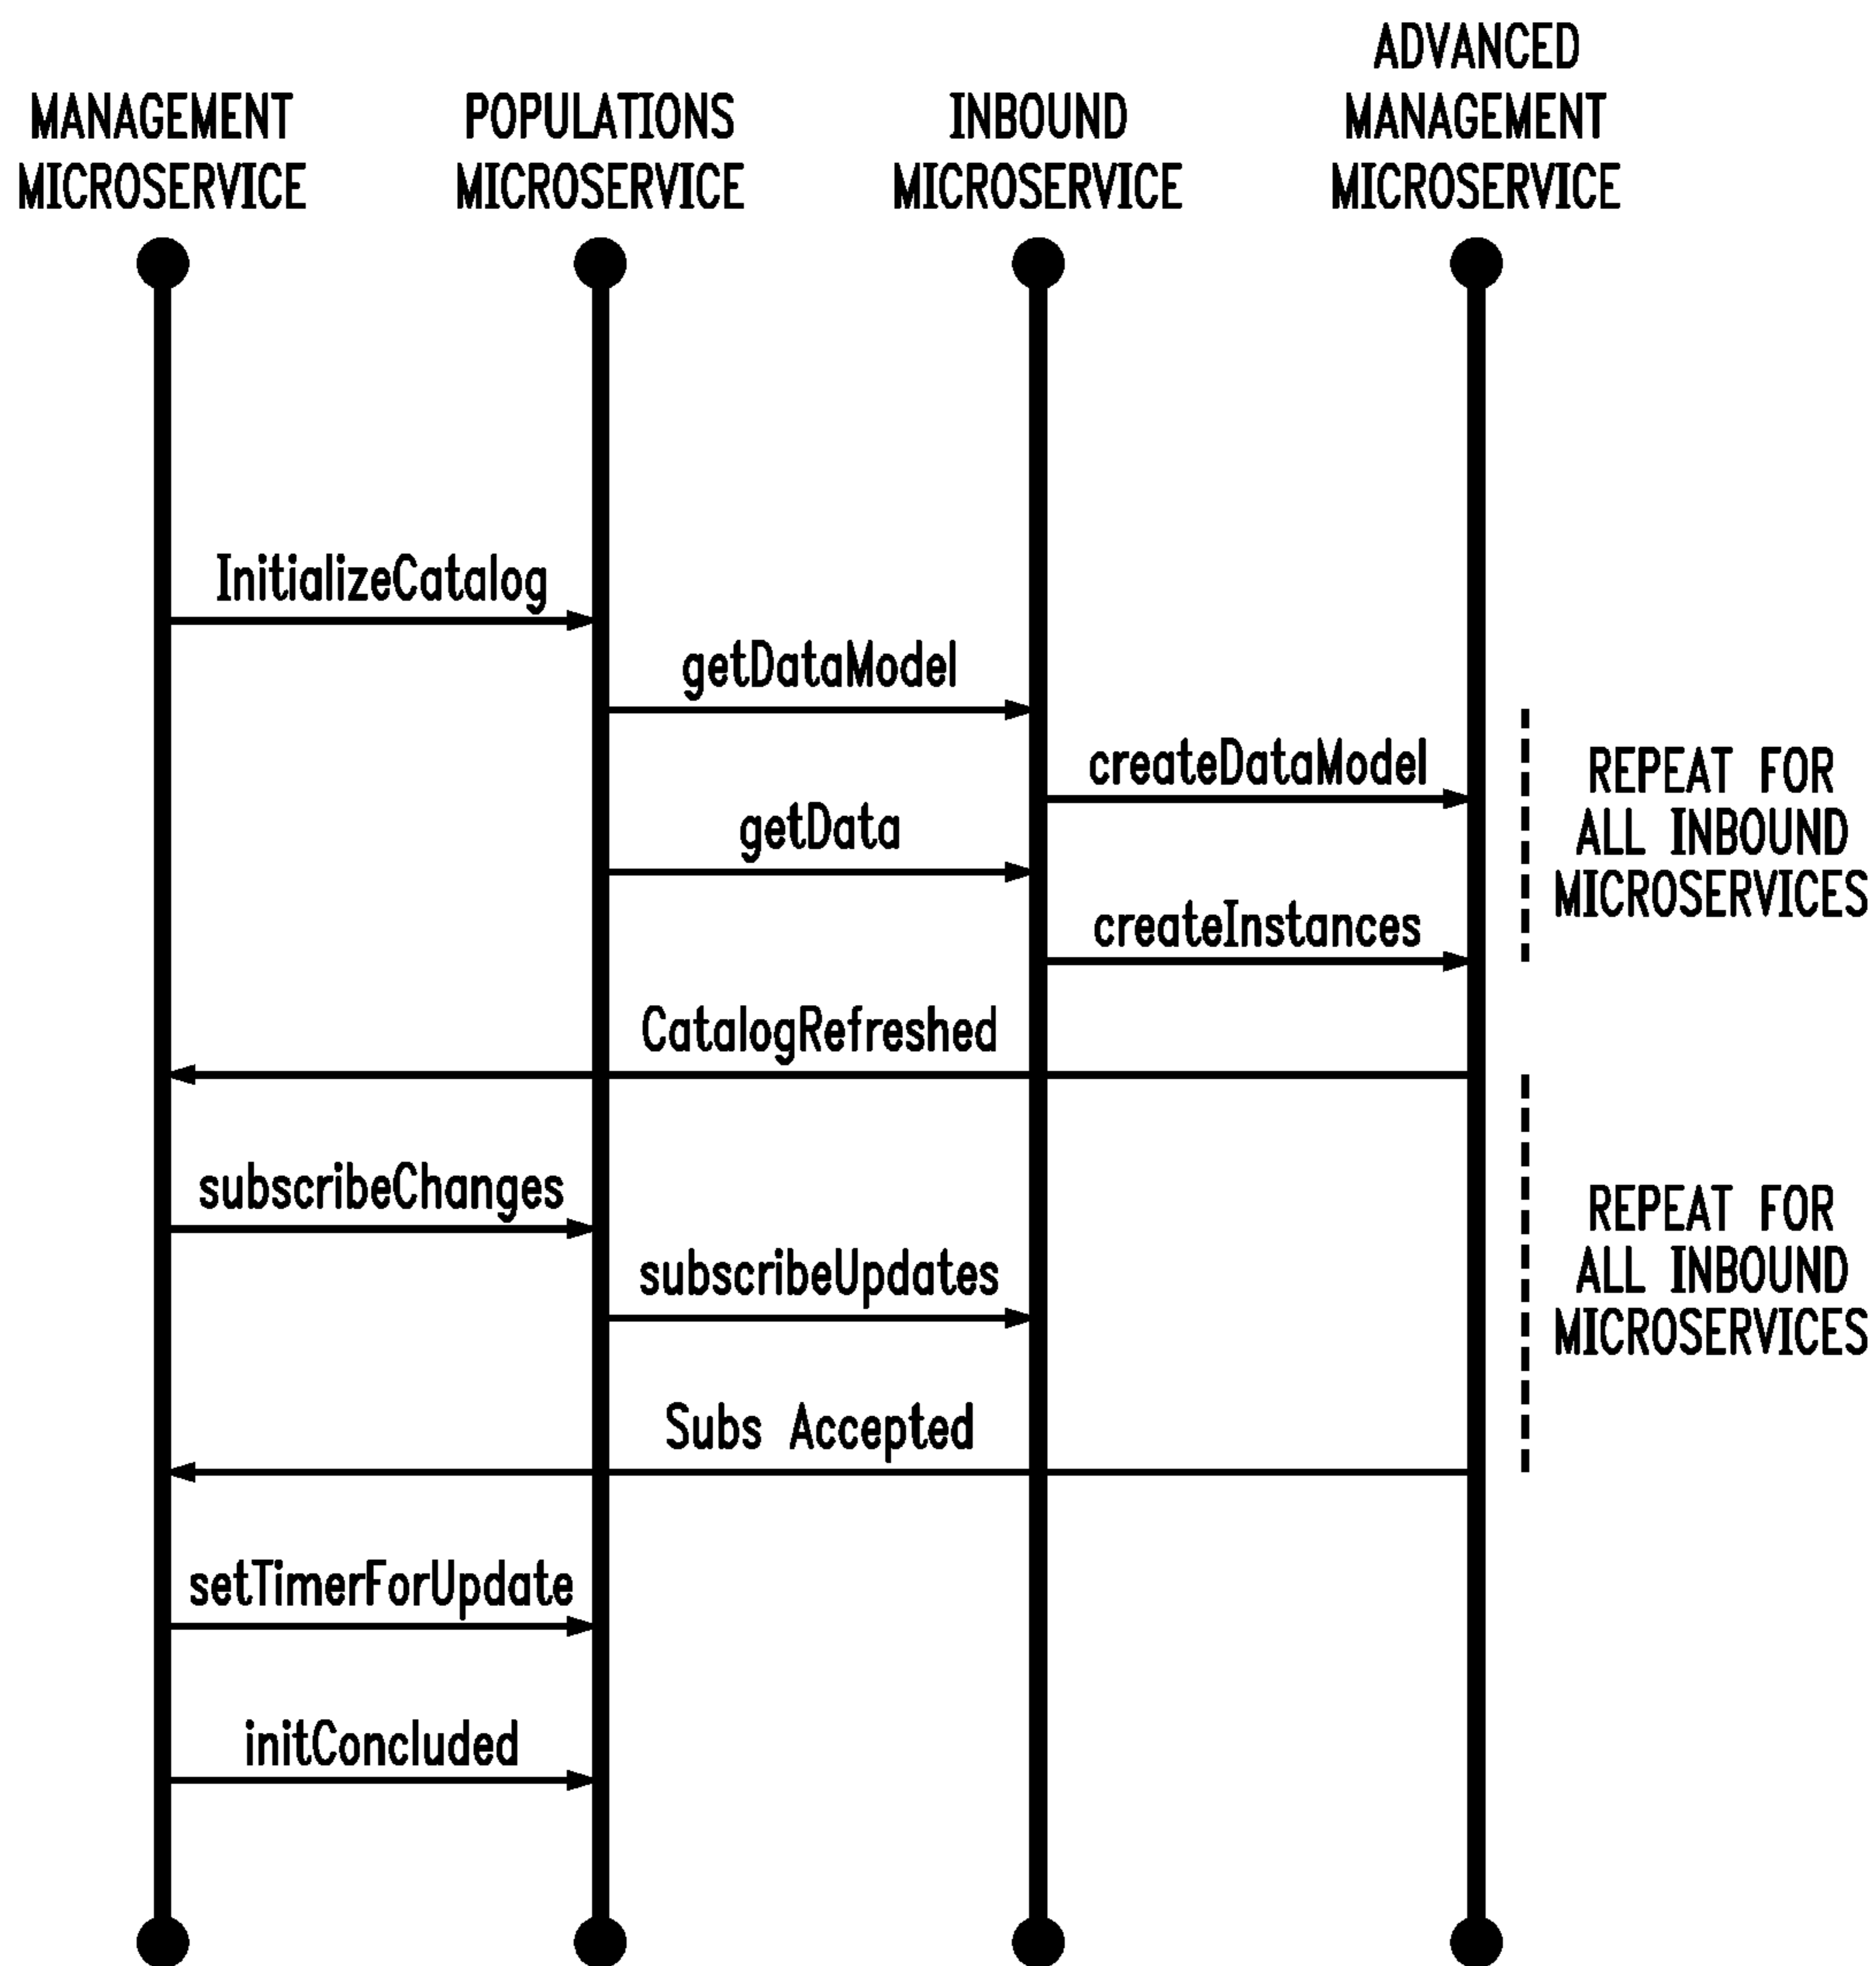 MANAGEMENT
MICROSERVICE
POPULATIONS
MICROSERVICE
INBOUND
MICROSERVICE
ADVANCED
MANAGEMENT
MICROSERVICE
InitializeCatalog
getDataModel
createDataModel
getData
createInstances
REPEAT FOR
ALL INBOUND
MICROSERVICES
CatalogRefreshed
subscribeChanges
subscribeUpdates
REPEAT FOR
ALL INBOUND
MICROSERVICES
Subs Accepted
setTimerForUpdate
initConcluded